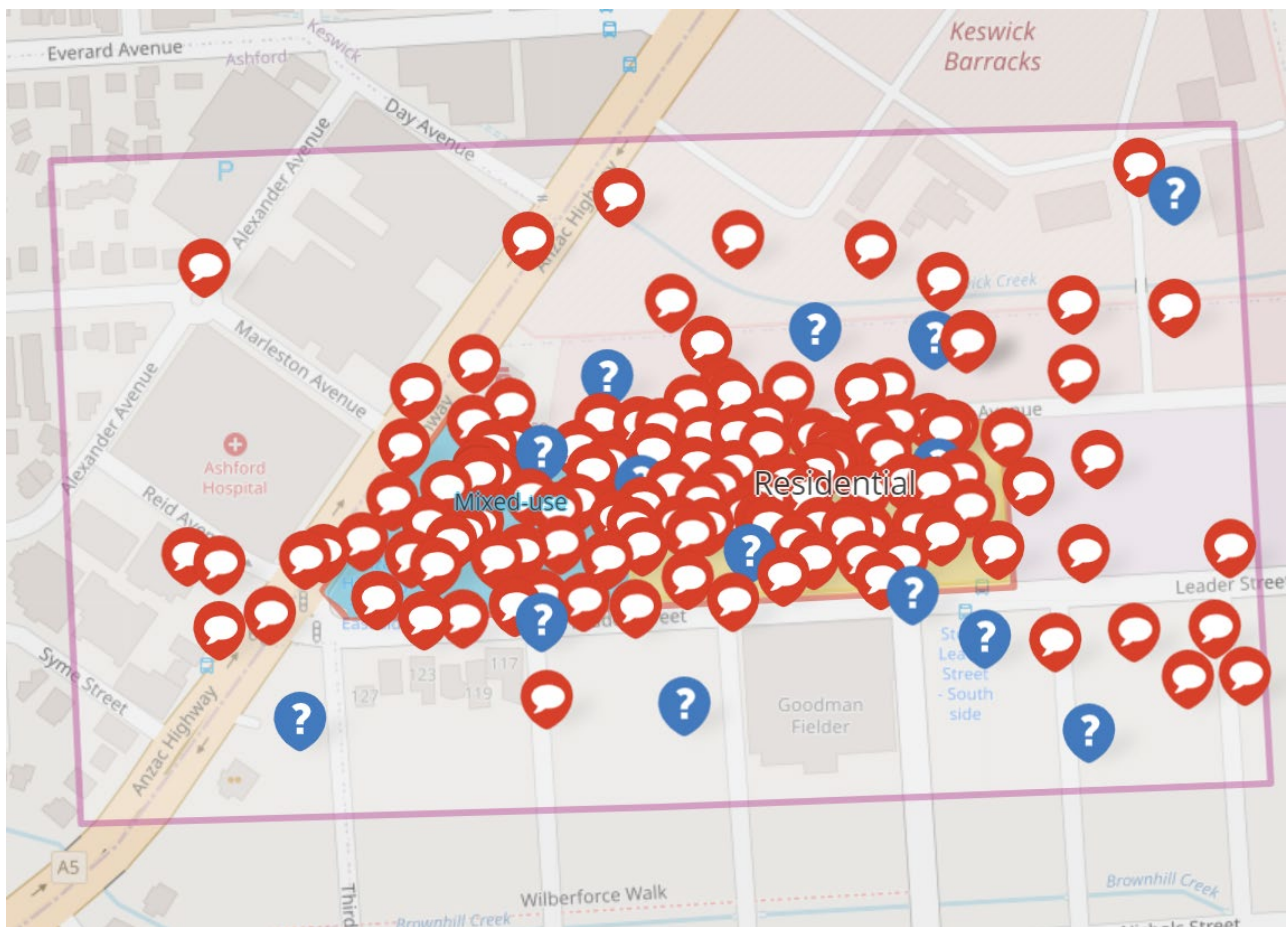 Everard Avenue
Keswick
Ashford
Keswick
Barracks
Day Avenue
Alexander Avenue
P
Anzac Highway
?
?
?
Marleston Avenue
?
Avenue
Alexander Avenue
?
Ashford
Hospital
?
?
Residential
Mixed-use
Reid
?
Leader Street
?
?
Street
?
Leader
Street
- South
side
Syme Street
117
123
127
119
Goodman
Fielder
?
?
?
Anzac Highway
A5
Third
Wilberforce Walk
Brownhill Creek
Brownhill Creek